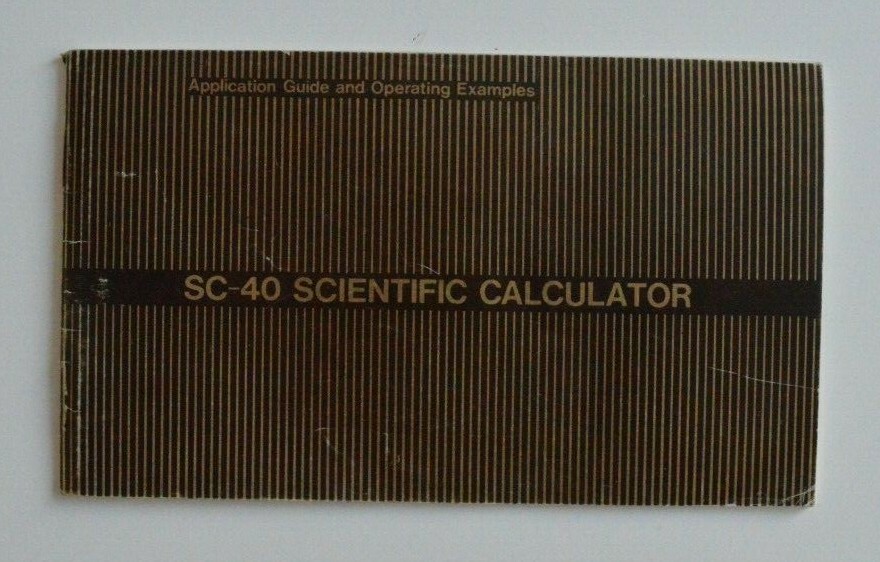 Application Guide and Operating Examples
SC-40 SCIENTIFIC CALCULATOR